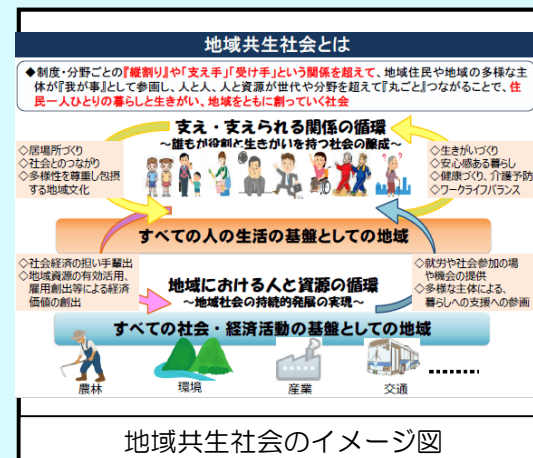 地域共生社会とは
◆制度・分野ごとの『縦割り』や「支え手」「受け手」という関係を超えて、地域住民や地域の多様な主
体が『我が事』として参画し、人と人、人と資源が世代や分野を超えて『丸ごと』つながることで、住
民一人ひとりの暮らしと生きがい、地域をともに創っていく社会
支え・支えられる関係の循環
~誰もが役割と生きがいを持つ社会の醸成~
◇居場所づくり
◇社会とのつながり
◇多様性を尊重し包摂
する地域文化
◇生きがいづくり
◇安心感ある暮らし
◇健康づくり、介護予防
◇ワークライフバランス
すべての人の生活の基盤としての地域
◇社会経済の担い手輩出
◇地域資源の有効活用、
雇用創出等による経済
価値の創出
地域における人と資源の循環
~地域社会の持続的発展の実現~
◇就労や社会参加の場
や機会の提供
◇多様な主体による、
暮らしへの支援への参画
すべての社会・経済活動の基盤としての地域
農林
環境
産業
交通
地域共生社会のイメージ図